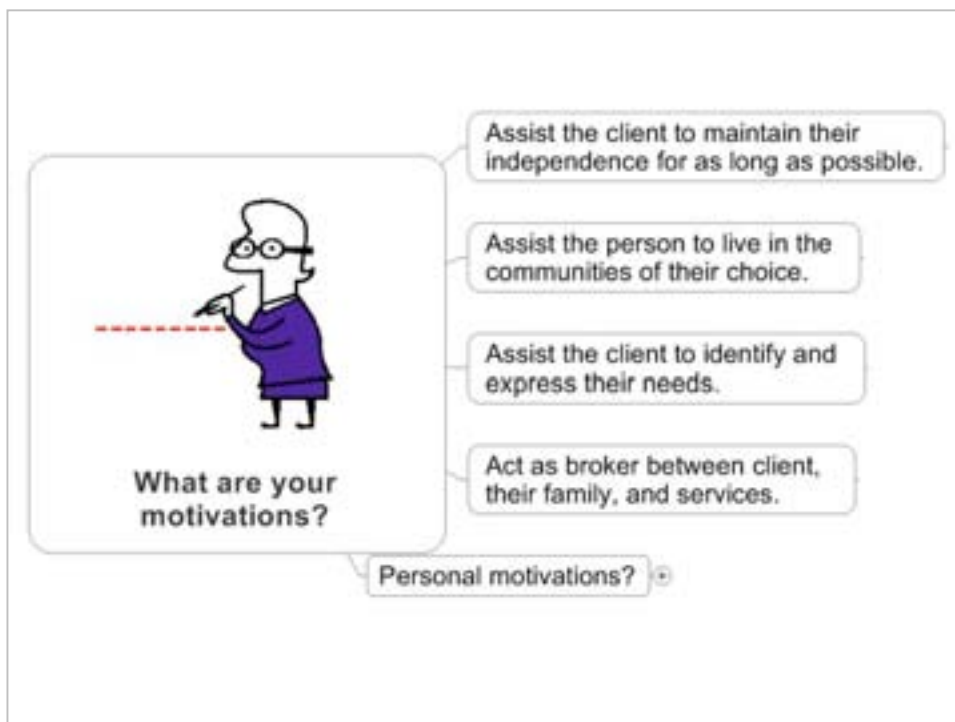 Assist the client to maintain their
independence for as long as possible.
Assist the person to live in the
communities of their choice.
Assist the client to identify and
express their needs.
Act as broker between client,
their family, and services.
What are your
motivations?
Personal motivations?